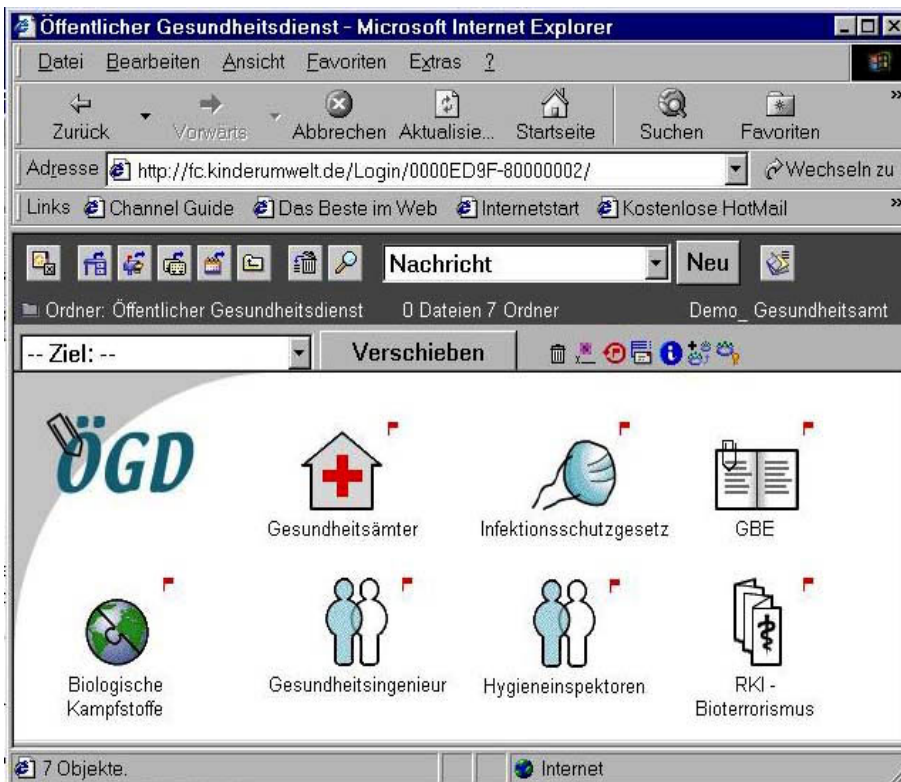 Öffentlicher Gesundheitsdienst - Microsoft Internet Explorer
Datei Bearbeiten Ansicht Favoriten Extras ?
Zurück Vorwärts Abbrechen Aktualisie... Startseite Suchen Favoriten »
Adresse http://fc.kinderumwelt.de/Login/0000ED9F-80000002/ Wechseln zu
Links Channel Guide Das Beste im Web Internetstart Kostenlose HotMail »
Nachricht Neu
Ordner: Öffentlicher Gesundheitsdienst 0 Dateien 7 Ordner Demo_ Gesundheitsamt
-- Ziel: -- Verschieben
ÖGD
Gesundheitsämter Infektionsschutzgesetz GBE
Biologische Kampfstoffe Gesundheitsingenieur Hygieneinspektoren RKI - Bioterrorismus
7 Objekte. Internet